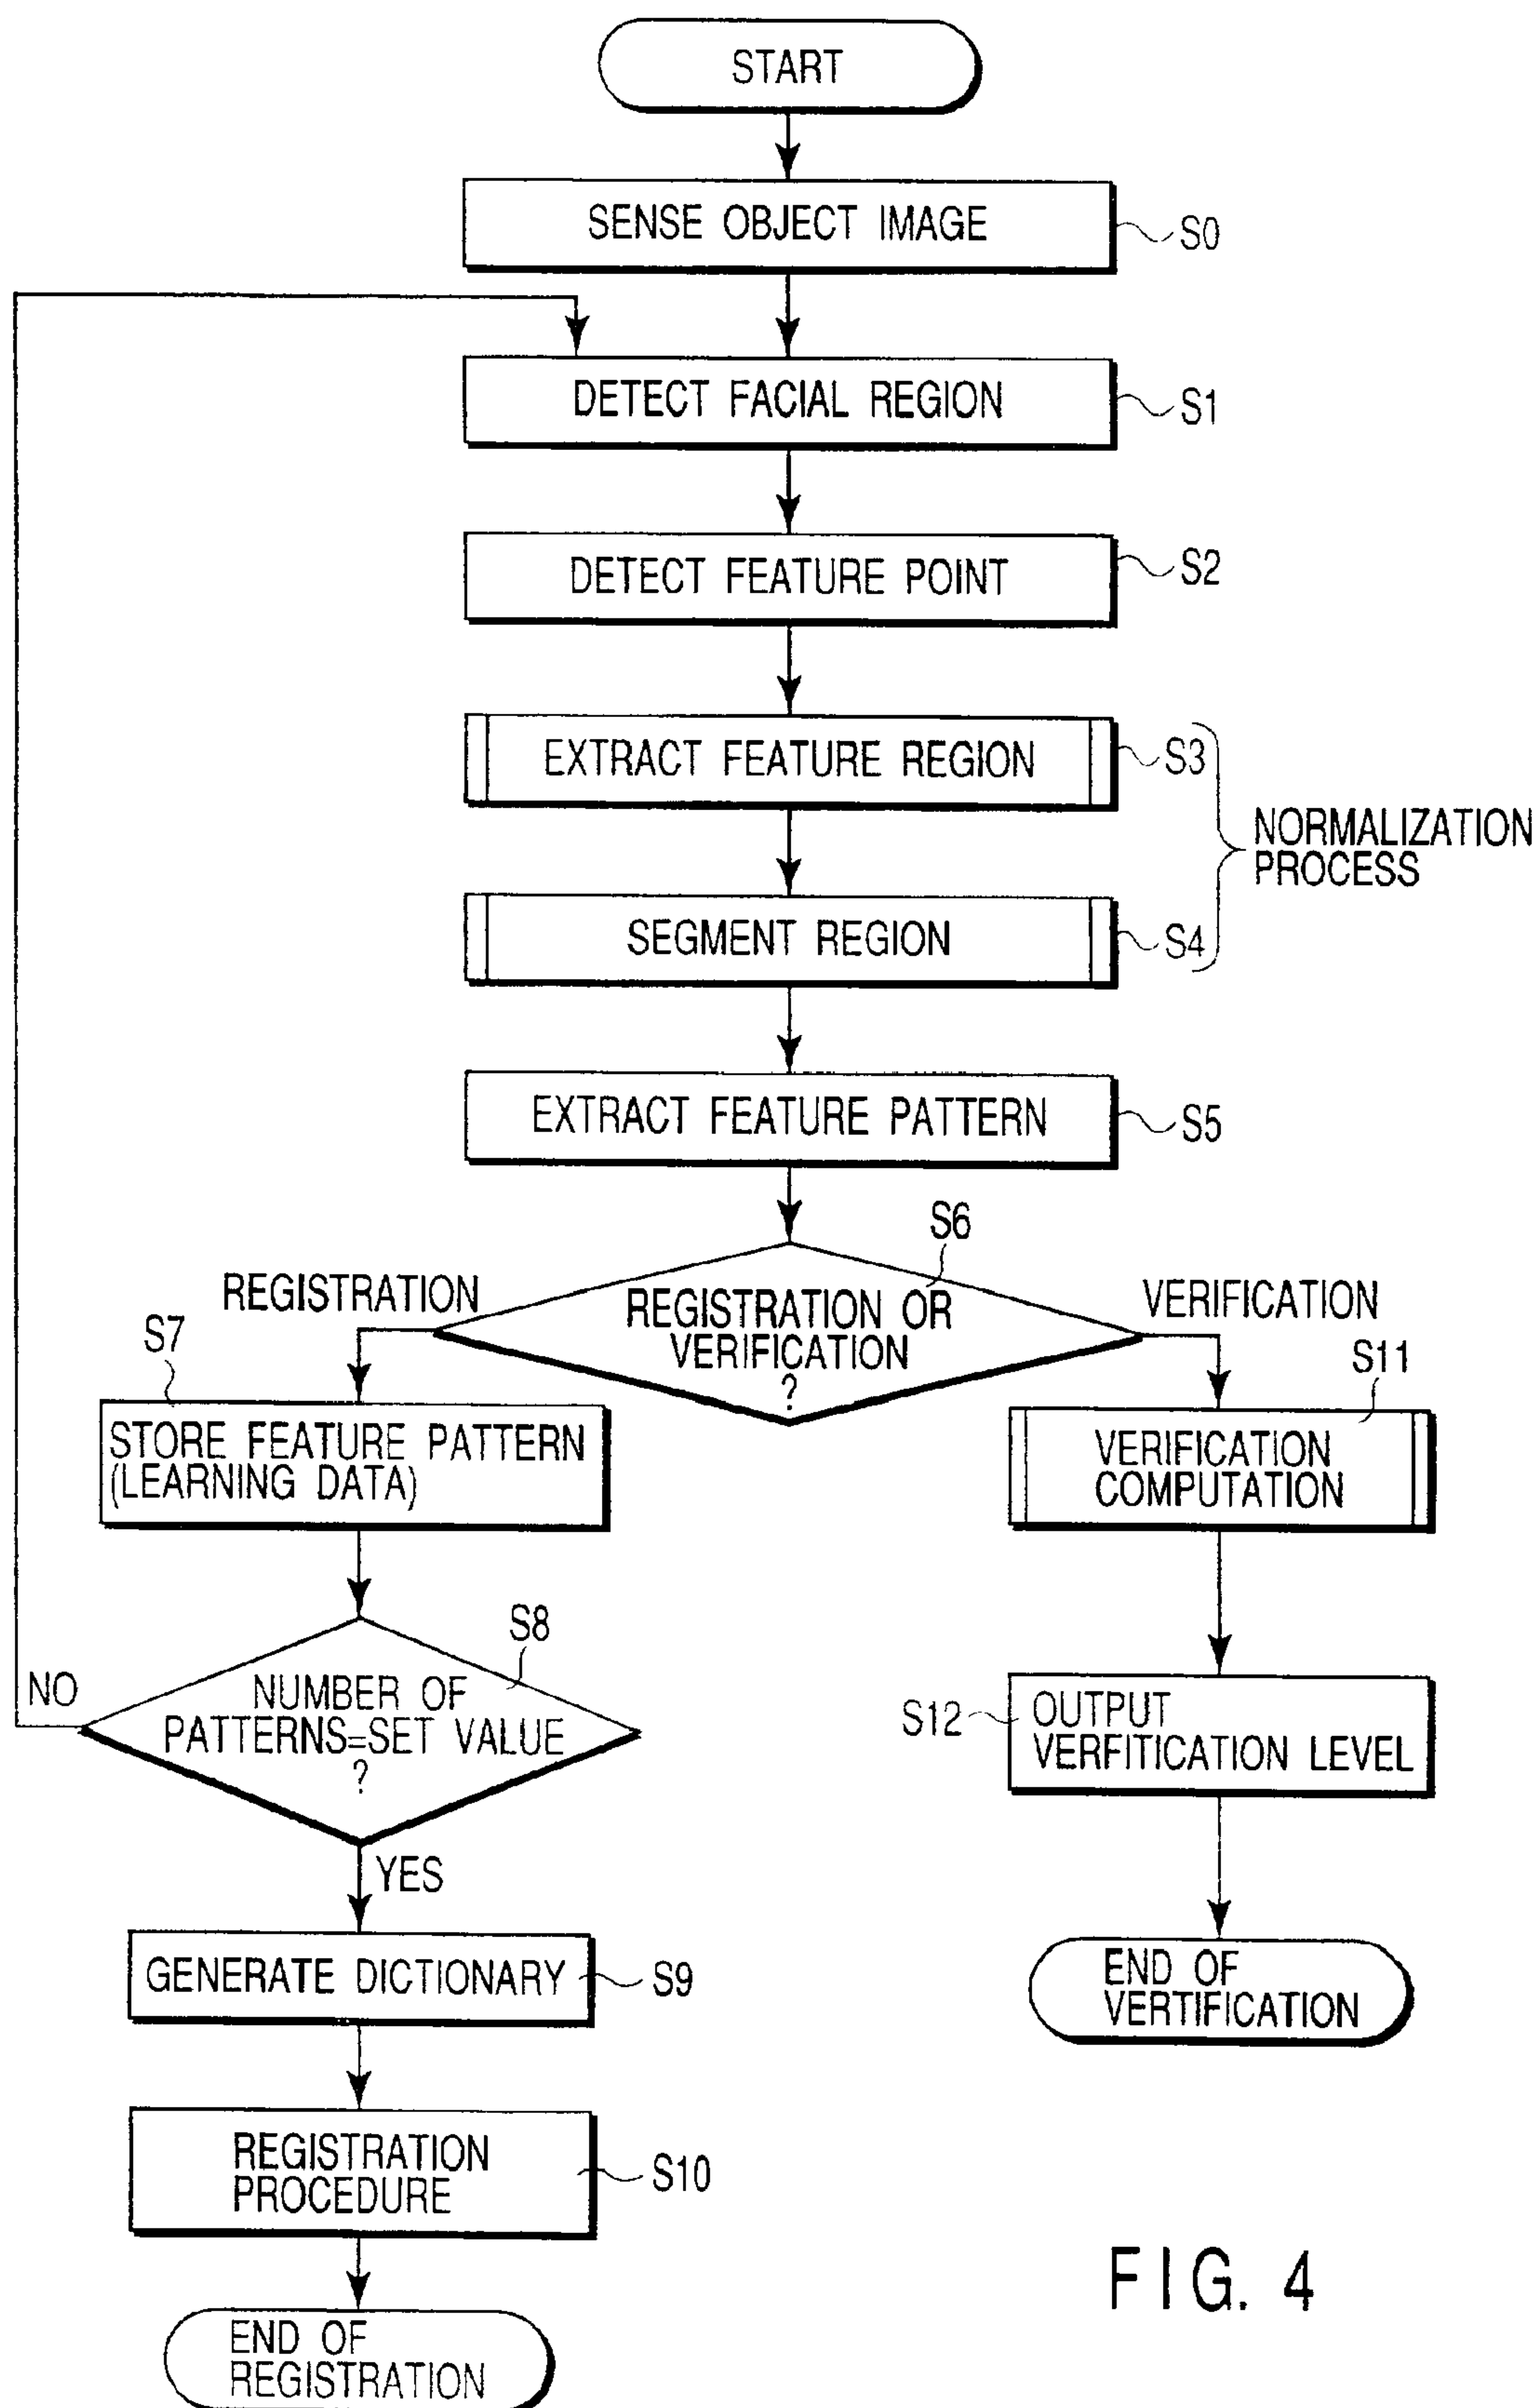 START
SENSE OBJECT IMAGE
S0
DETECT FACIAL REGION
S1
DETECT FEATURE POINT
S2
EXTRACT FEATURE REGION
S3
NORMALIZATION
PROCESS
SEGMENT REGION
S4
EXTRACT FEATURE PATTERN
S5
S6
REGISTRATION
REGISTRATION OR
VERIFICATION
?
VERIFICATION
S7
STORE FEATURE PATTERN
(LEARNING DATA)
S11
VERIFICATION
COMPUTATION
S8
NO
NUMBER OF
PATTERNS=SET VALUE
?
S12
OUTPUT
VERFITICATION LEVEL
YES
GENERATE DICTIONARY
S9
END OF
VERTIFICATION
REGISTRATION
PROCEDURE
S10
END OF
REGISTRATION
FIG. 4